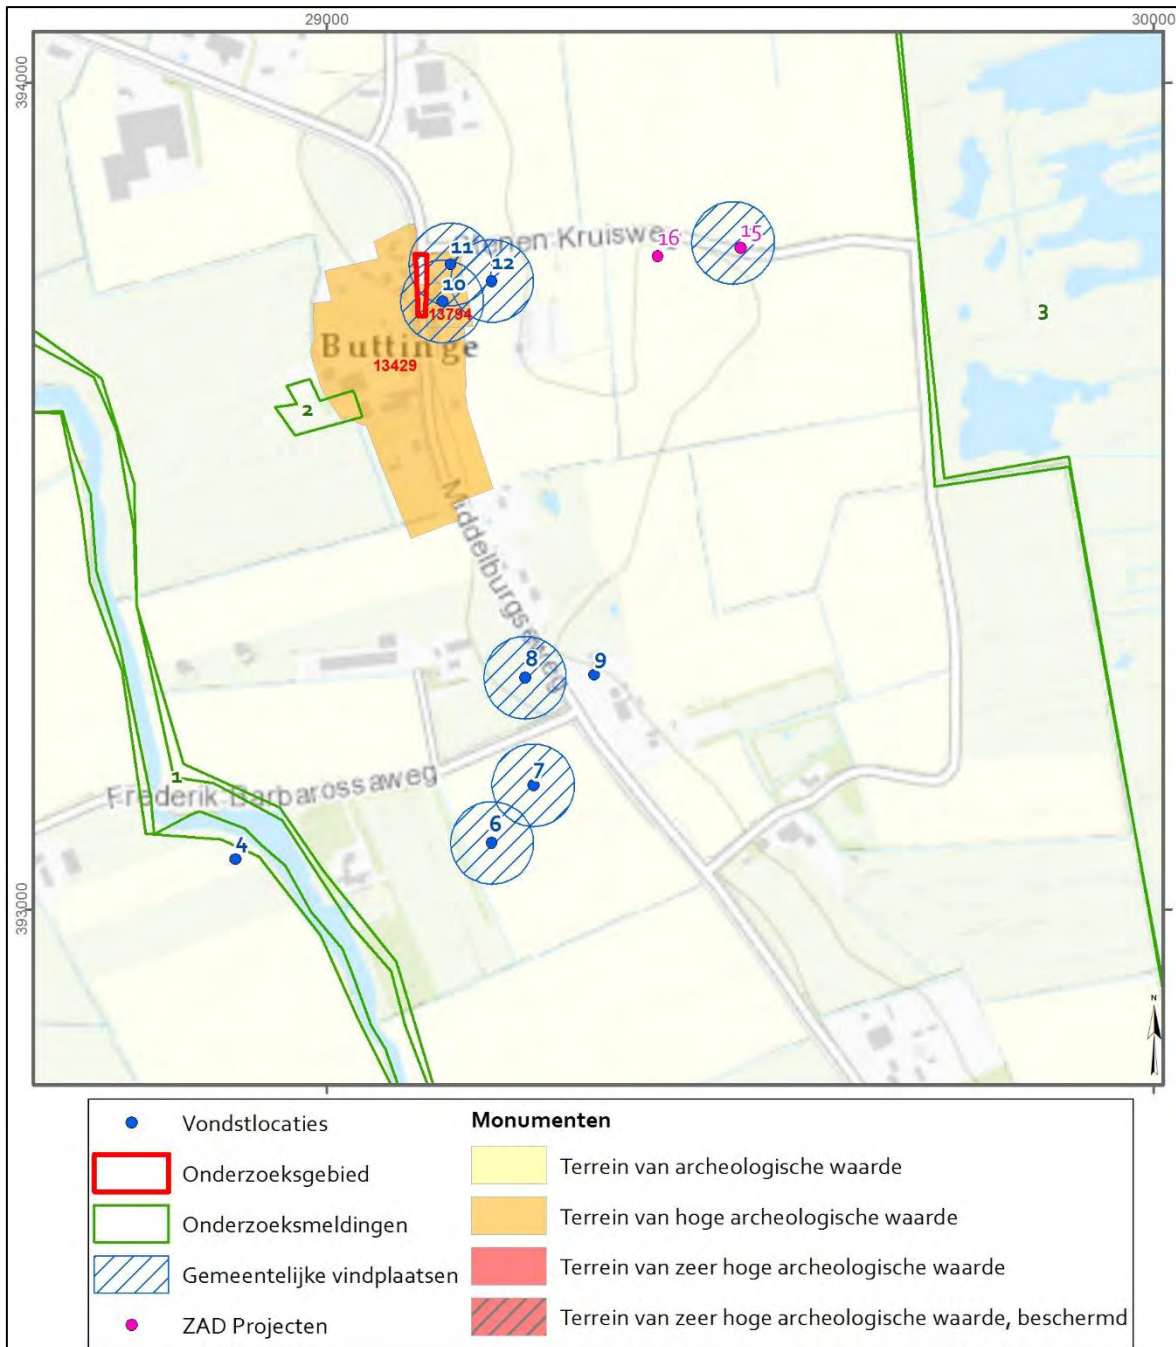 29000
30000
394000
393000
11
16
15
enen Kruiswe
12
10
13794
Buttinge
13429
2
3
Middelburgseweg
8
9
7
1
Frederik Barbarossaweg
6
4
N
Vondstlocaties
Onderzoeksgebied
Onderzoeksmeldingen
Gemeentelijke vindplaatsen
ZAD Projecten
Monumenten
Terrein van archeologische waarde
Terrein van hoge archeologische waarde
Terrein van zeer hoge archeologische waarde
Terrein van zeer hoge archeologische waarde, beschermd